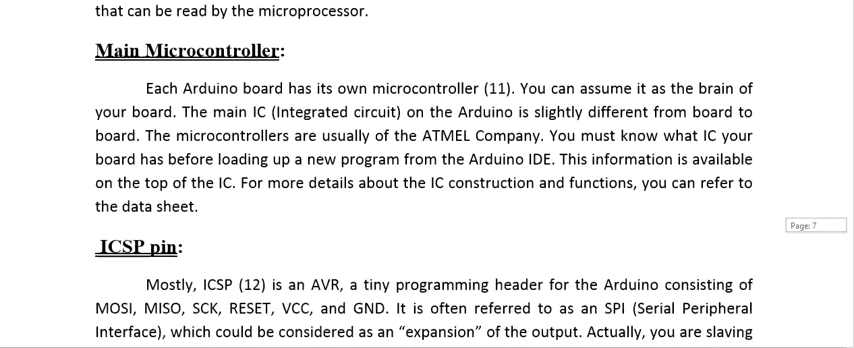 that can be read by the microprocessor.
Main Microcontroller:
Each Arduino board has its own microcontroller (11). You can assume it as the brain of
your board. The main IC (Integrated circuit) on the Arduino is slightly different from board to
board. The microcontrollers are usually of the ATMEL Company. You must know what IC your
board has before loading up a new program from the Arduino IDE. This information is available
on the top of the IC. For more details about the IC construction and functions, you can refer to
the data sheet.
Page: 7
ICSP pin:
Mostly, ICSP (12) is an AVR, a tiny programming header for the Arduino consisting of
MOSI, MISO, SCK, RESET, VCC, and GND. It is often referred to as an SPI (Serial Peripheral
Interface), which could be considered as an “expansion” of the output. Actually, you are slaving